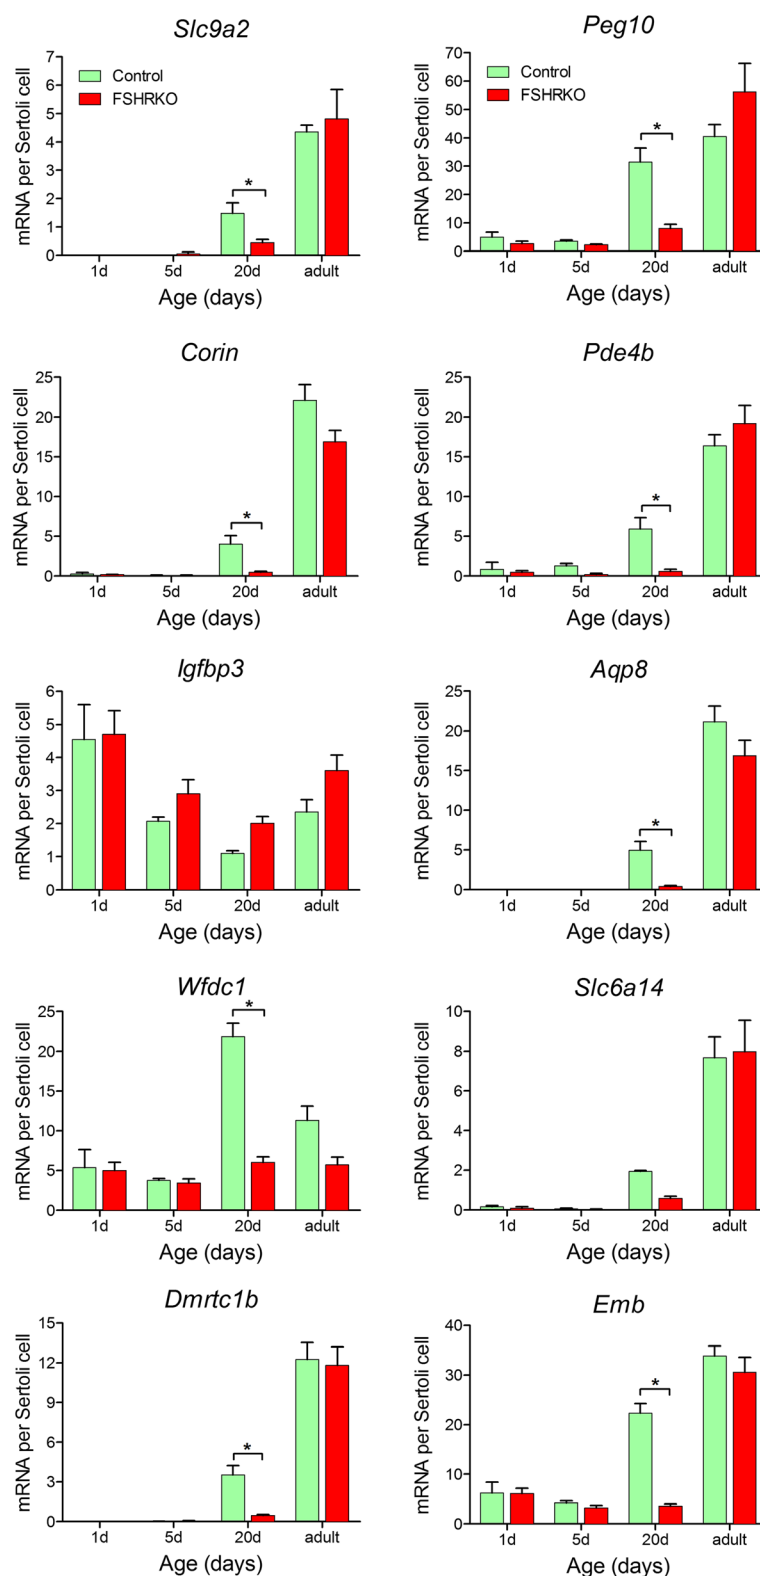 Slc9a2
mRNA per Sertoli cell
7
6
5
4
3
2
1
0
Control
FSHRKO
*
1d 5d 20d adult
Age (days)
Peg10
mRNA per Sertoli cell
70
60
50
40
30
20
10
0
Control
FSHRKO
*
1d 5d 20d adult
Age (days)
Corin
mRNA per Sertoli cell
25
20
15
10
5
0
*
1d 5d 20d adult
Age (days)
Pde4b
mRNA per Sertoli cell
25
20
15
10
5
0
*
1d 5d 20d adult
Age (days)
Igfbp3
mRNA per Sertoli cell
6
5
4
3
2
1
0
1d 5d 20d adult
Age (days)
Aqp8
mRNA per Sertoli cell
25
20
15
10
5
0
*
1d 5d 20d adult
Age (days)
Wfdc1
mRNA per Sertoli cell
25
20
15
10
5
0
*
1d 5d 20d adult
Age (days)
Slc6a14
mRNA per Sertoli cell
10
8
6
4
2
0
1d 5d 20d adult
Age (days)
Dmrtc1b
mRNA per Sertoli cell
15
12
9
6
3
0
*
1d 5d 20d adult
Age (days)
Emb
mRNA per Sertoli cell
40
30
20
10
0
*
1d 5d 20d adult
Age (days)